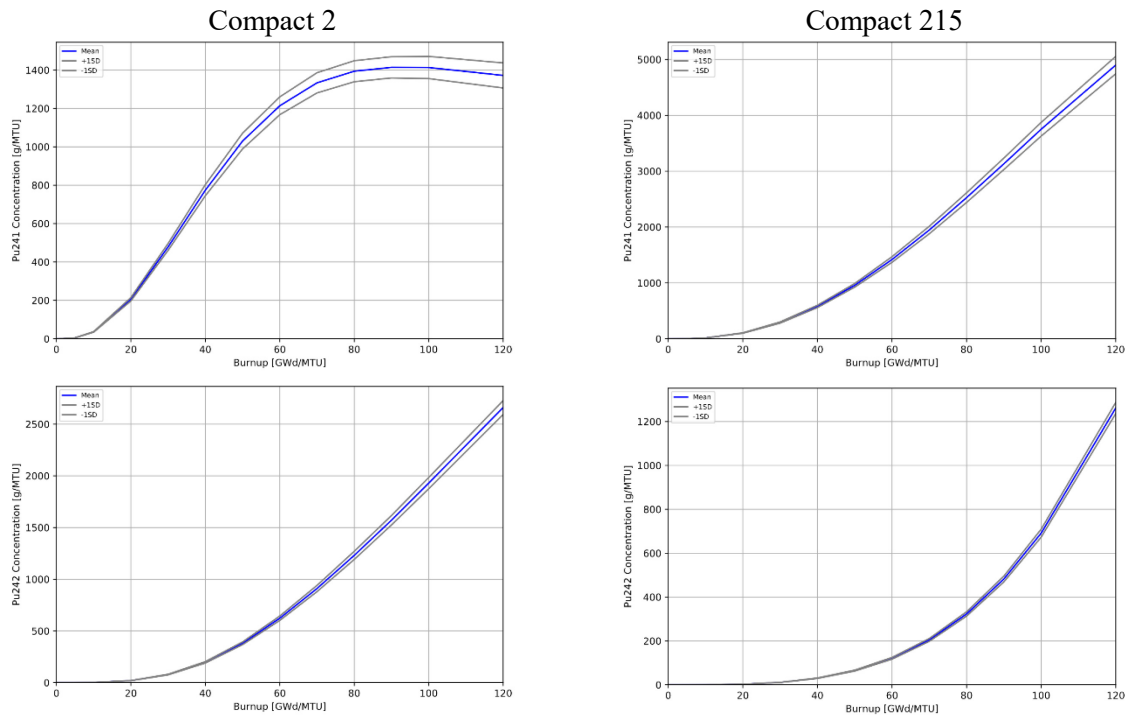 Compact 2
Compact 215
Mean
+1SD
-1SD
Pu241 Concentration [g/MTU]
1400
1200
1000
800
600
400
200
0
0 20 40 60 80 100 120
Burnup [GWd/MTU]
Mean
+1SD
-1SD
Pu241 Concentration [g/MTU]
5000
4000
3000
2000
1000
0
0 20 40 60 80 100 120
Burnup [GWd/MTU]
Mean
+1SD
-1SD
Pu242 Concentration [g/MTU]
2500
2000
1500
1000
500
0
0 20 40 60 80 100 120
Burnup [GWd/MTU]
Mean
+1SD
-1SD
Pu242 Concentration [g/MTU]
1200
1000
800
600
400
200
0
0 20 40 60 80 100 120
Burnup [GWd/MTU]